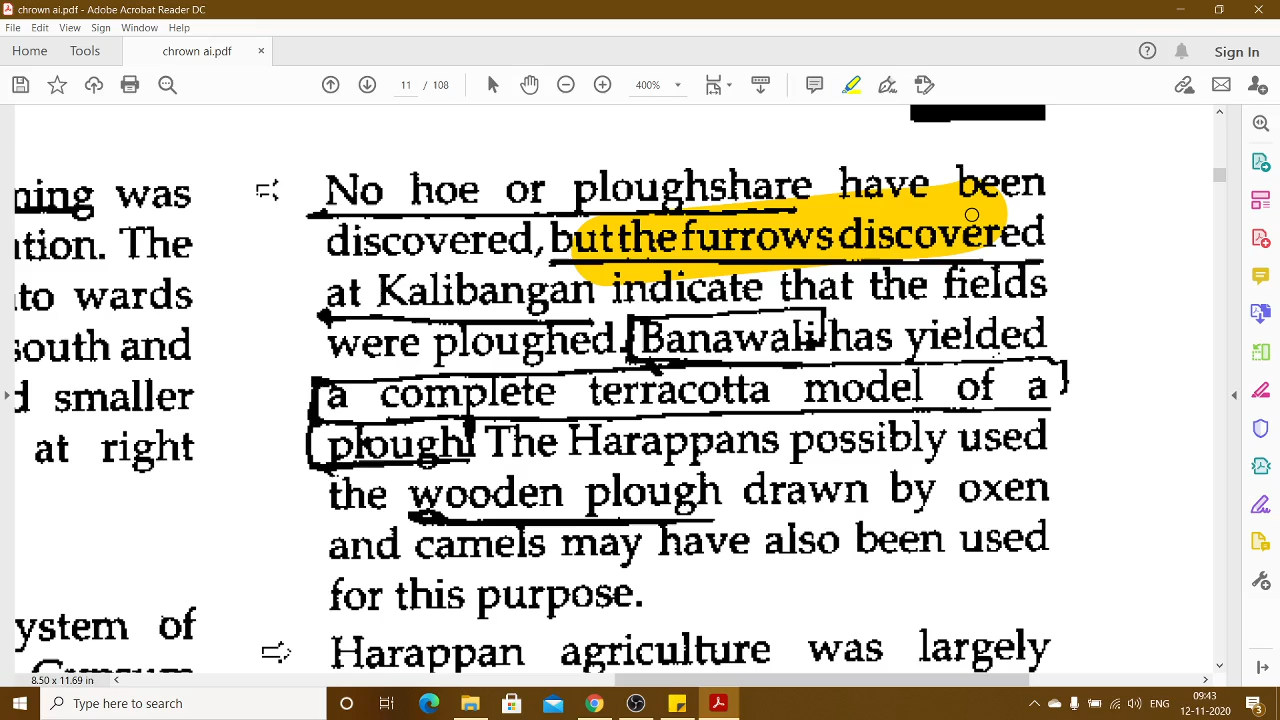 chrown ai.pdf - Adobe Acrobat Reader DC
File Edit View Sign Window Help
Home Tools chrown ai.pdf × Sign In
11 / 108 400%
ning was
ution. The
to wards
south and
d smaller
at right
ystem of
No hoe or ploughshare have been
discovered, but the furrows discovered
at Kalibangan indicate that the fields
were ploughed. Banawali has yielded
a complete terracotta model of a
plough. The Harappans possibly used
the wooden plough drawn by oxen
and camels may have also been used
for this purpose.
Harappan agriculture was largely
8.50 x 11.69 in
Type here to search
ENG
09:43
12-11-2020
3